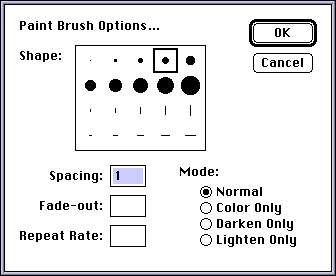 Paint Brush Options...
OK
Shape:
Cancel
Spacing: 1
Mode:
Normal
Fade-out:
Color Only
Darken Only
Repeat Rate:
Lighten Only